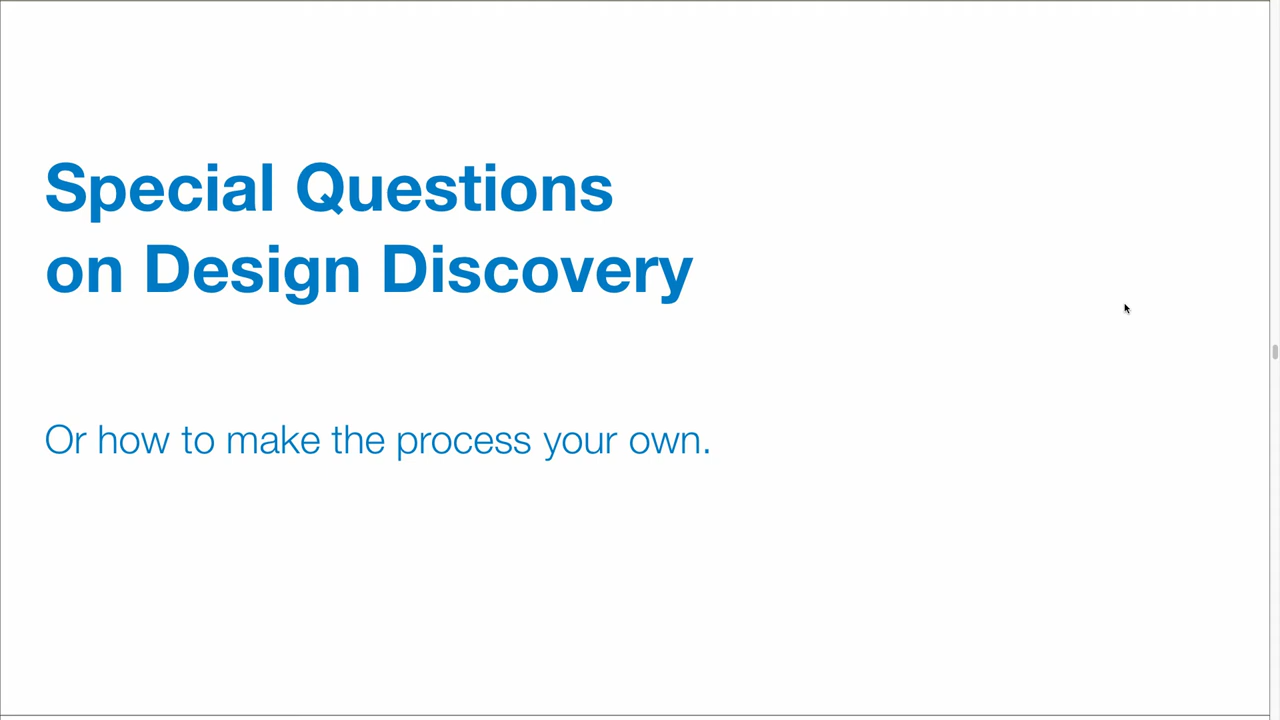 Special Questions
on Design Discovery
Or how to make the process your own.